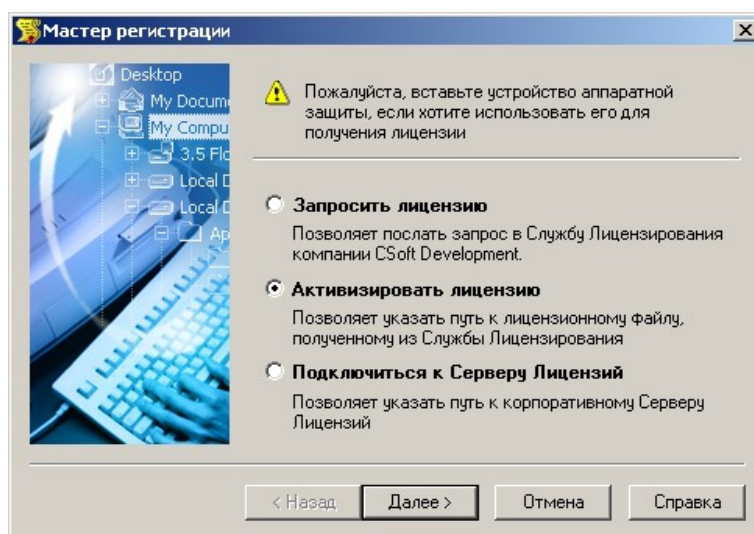 Мастер регистрации
Desktop
My Docum
My Compu
3.5 Flo
Local D
Local D
Ap
Пожалуйста, вставьте устройство аппаратной
защиты, если хотите использовать его для
получения лицензии
Запросить лицензию
Позволяет послать запрос в Службу Лицензирования
компании CSoft Development.
Активизировать лицензию
Позволяет указать путь к лицензионному файлу,
полученному из Службы Лицензирования
Подключиться к Серверу Лицензий
Позволяет указать путь к корпоративному Серверу
Лицензий
< Назад
Далее >
Отмена
Справка